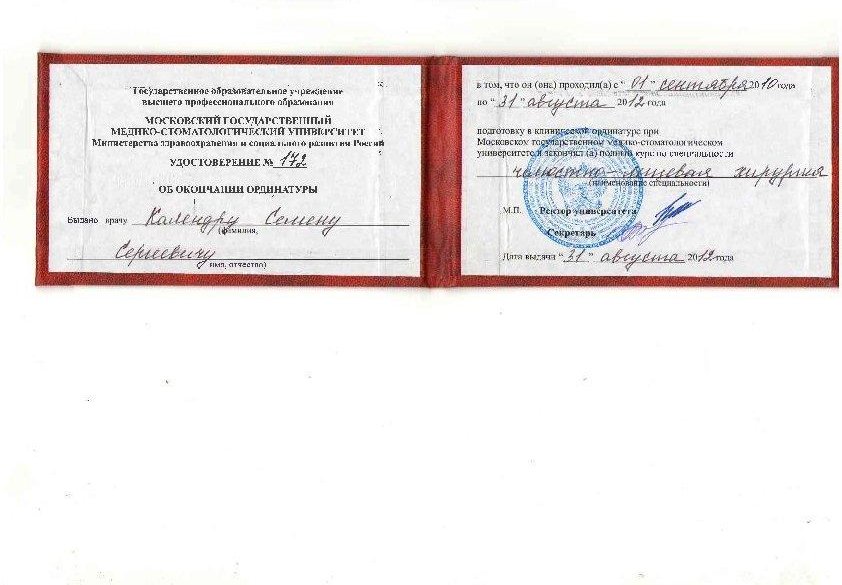 Государственное образовательное учреждение
высшего профессионального образования
МОСКОВСКИЙ ГОСУДАРСТВЕННЫЙ
МЕДИКО-СТОМАТОЛОГИЧЕСКИЙ УНИВЕРСИТЕТ
Министерства здравоохранения и социального развития России
УДОСТОВЕРЕНИЕ № 172
ОБ ОКОНЧАНИИ ОРДИНАТУРЫ
Выдано врачу Календру Семену
(фамилия,
Сергеевичу
имя, отчество)
в том, что он (она) проходил(а) с “ 01 ” сентября 2010 года
по “ 31 ” августа 2012 года
подготовку в клинической ординатуре при
Московском государственном медико-стоматологическом
университете и закончил (а) полный курс по специальности
челюстно-лицевая хирургия
(наименование специальности)
М.П. Ректор университета
Секретарь
Дата выдачи “ 31 ” августа 2012 года